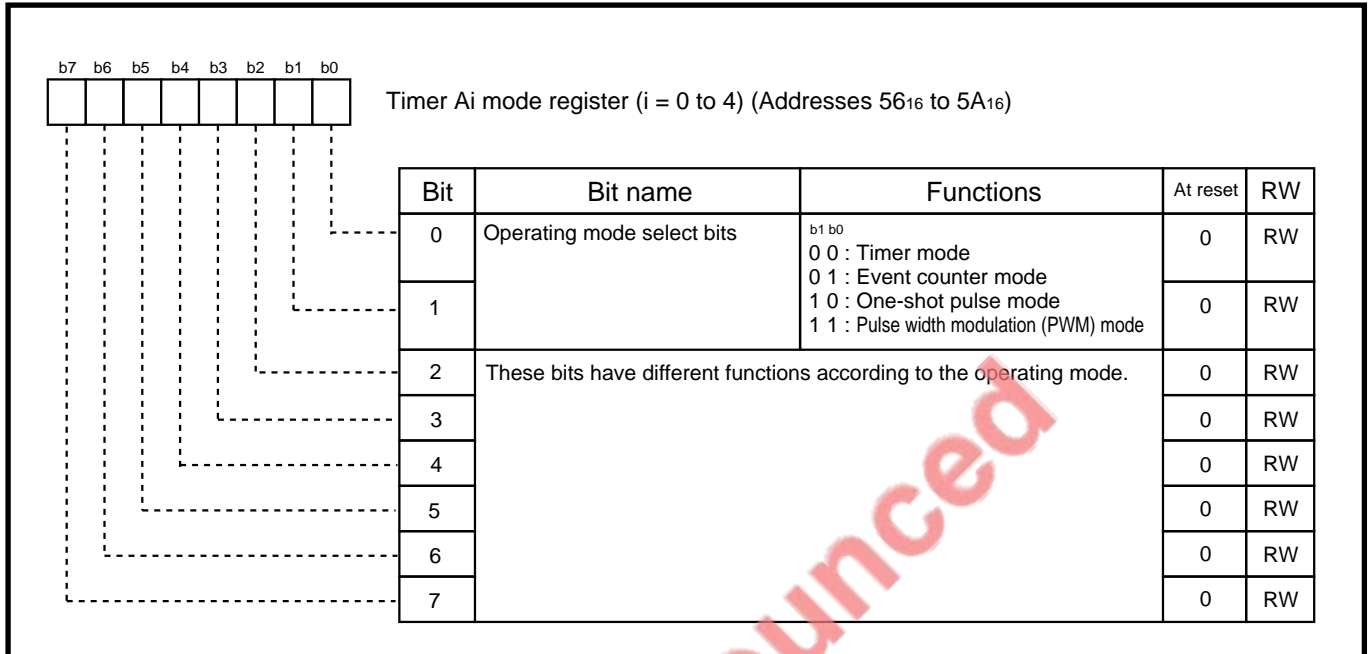 b7 b6 b5 b4 b3 b2 b1 b0
Timer Ai mode register (i = 0 to 4) (Addresses 5616 to 5A16)
Bit Bit name Functions At reset RW
0 Operating mode select bits b1 b0 0 RW
0 0 : Timer mode
0 1 : Event counter mode
1 1 0 : One-shot pulse mode 0 RW
1 1 : Pulse width modulation (PWM) mode
2 These bits have different functions according to the operating mode. 0 RW
3 0 RW
4 0 RW
5 0 RW
6 0 RW
7 0 RW